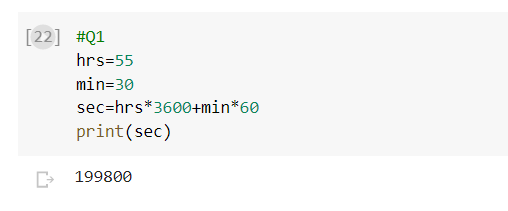 [22] #Q1
hrs=55
min=30
sec=hrs*3600+min*60
print(sec)
199800